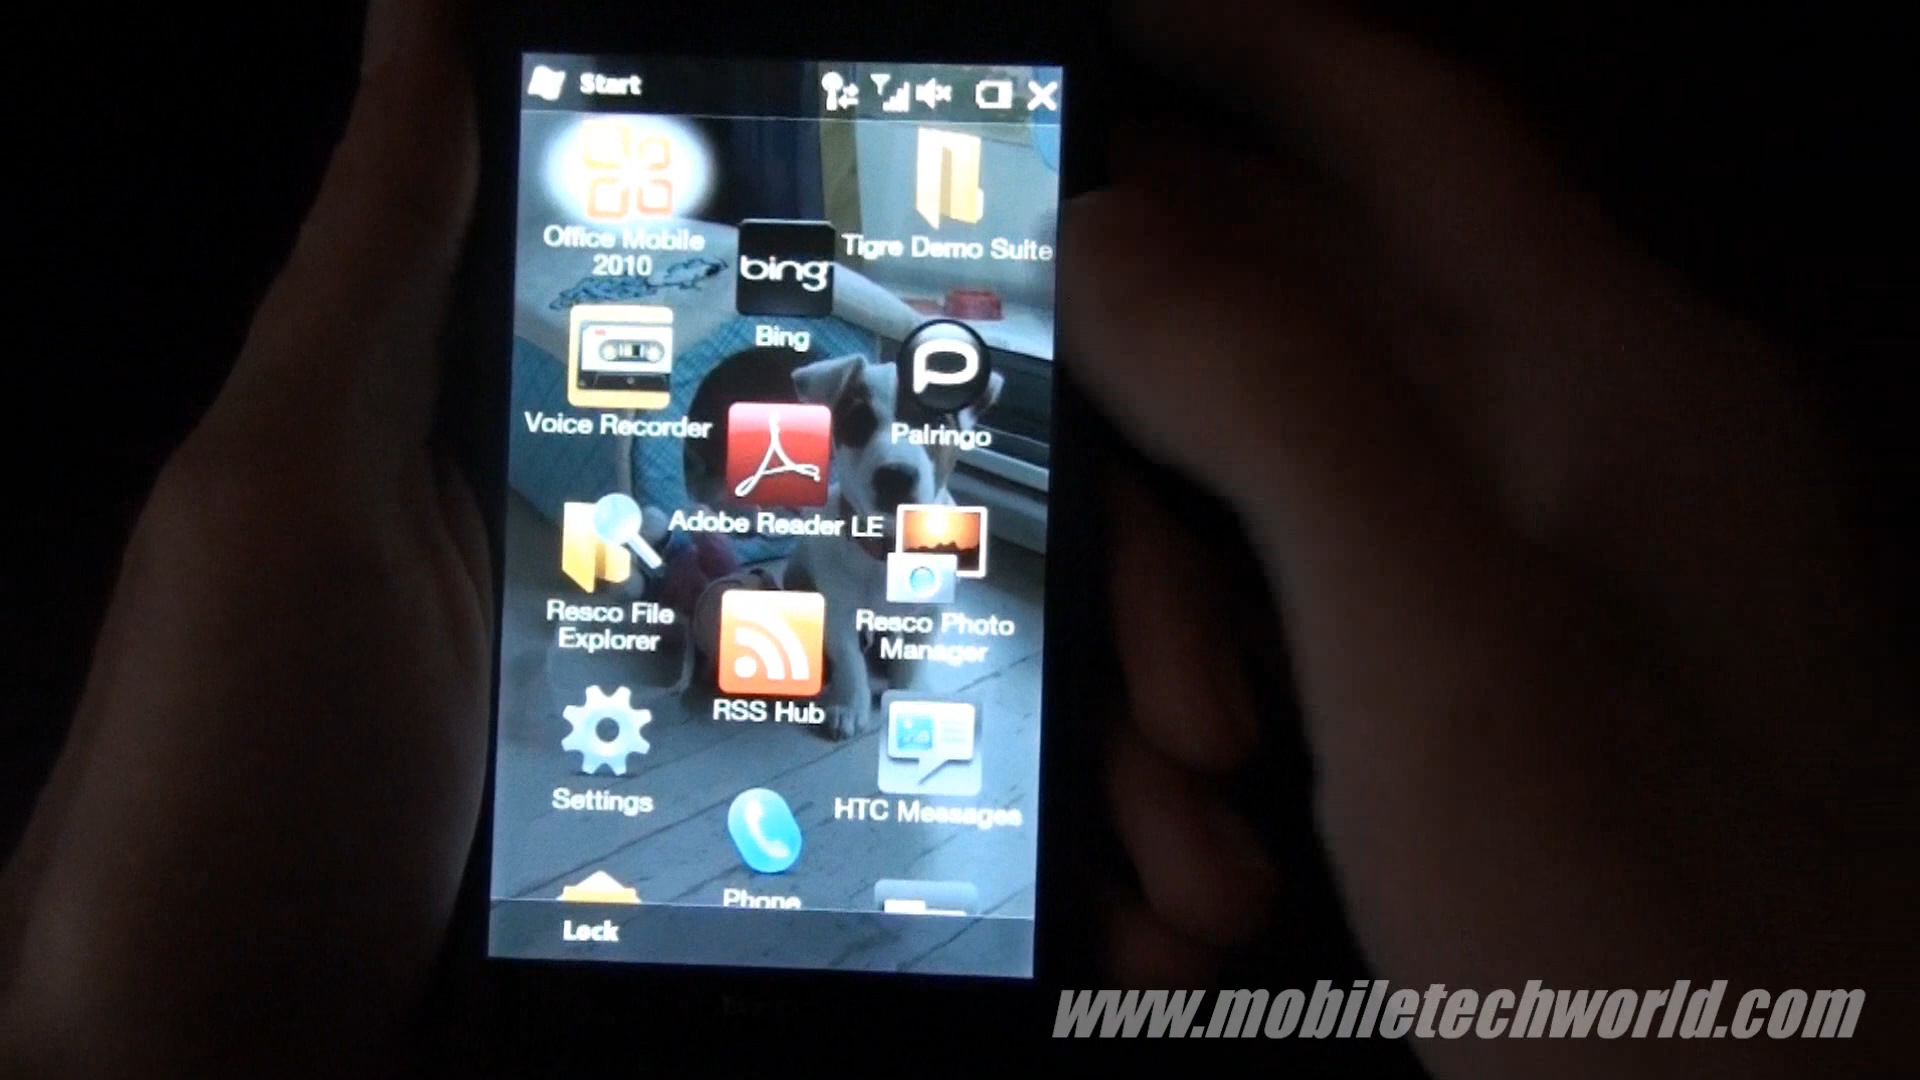 Start
Office Mobile
2010
Tigre Demo Suite
bing
Bing
Voice Recorder
Palringo
Adobe Reader LE
Resco File
Explorer
Resco Photo
Manager
RSS Hub
Settings
HTC Messages
Phone
Lock
www.mobiletechworld.com